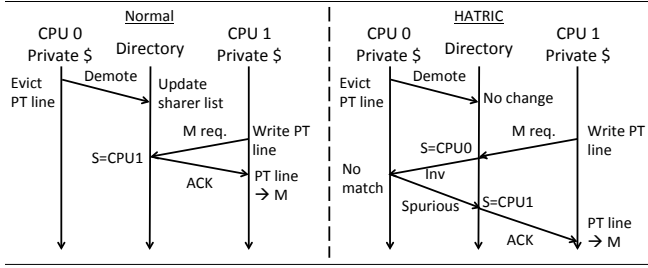 Normal
CPU 0
Private $
Directory
CPU 1
Private $
Evict
PT line
Demote
Update
sharer list
M req.
Write PT
line
S=CPU1
ACK
PT line
→ M
HATRIC
CPU 0
Private $
Directory
CPU 1
Private $
Evict
PT line
Demote
No change
M req.
Write PT
line
S=CPU0
Inv
No
match
Spurious
S=CPU1
ACK
PT line
→ M